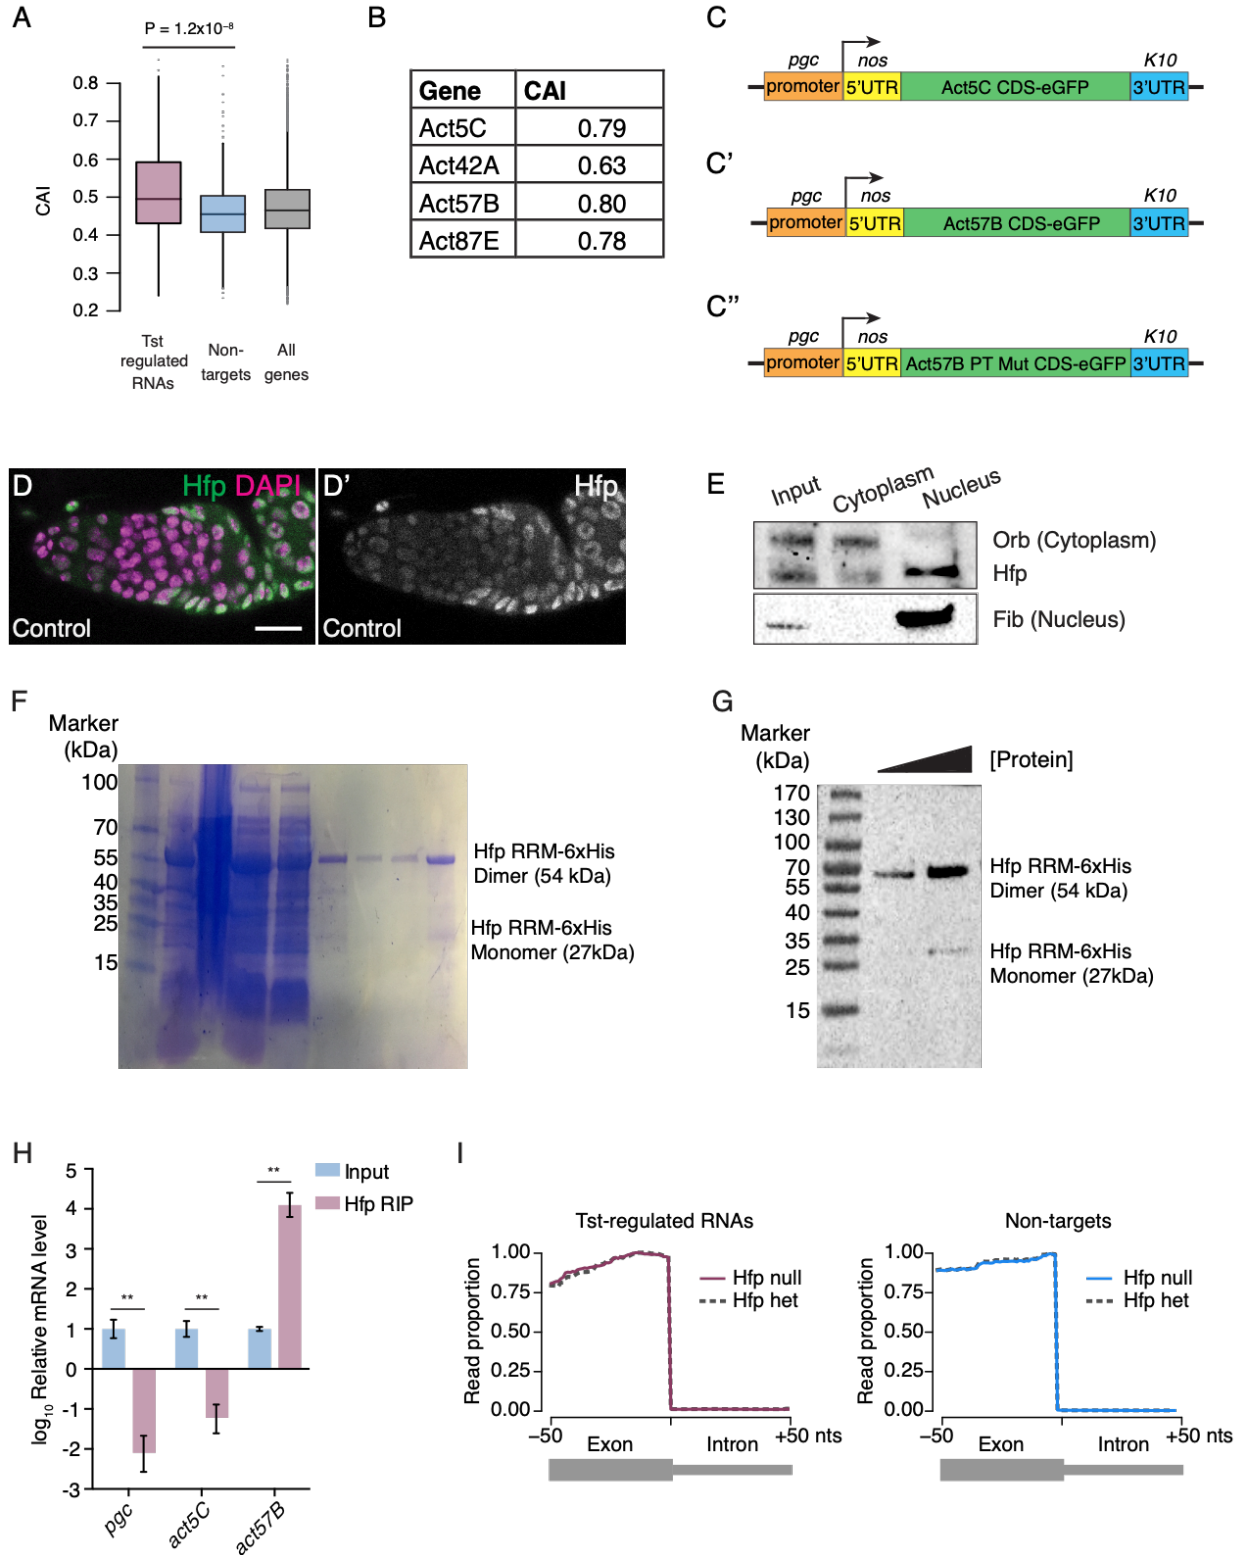 A
P = 1.2x10⁻⁸
CAI
0.8
0.7
0.6
0.5
0.4
0.3
0.2
Tst
regulated
RNAs
Non-
targets
All
genes
B
Gene CAI
Act5C 0.79
Act42A 0.63
Act57B 0.80
Act87E 0.78
C
pgc nos K10
promoter 5'UTR Act5C CDS-eGFP 3'UTR
C'
pgc nos K10
promoter 5'UTR Act57B CDS-eGFP 3'UTR
C''
pgc nos K10
promoter 5'UTR Act57B PT Mut CDS-eGFP 3'UTR
D Hfp DAPI
Control
D' Hfp
Control
E
Input Cytoplasm Nucleus
Orb (Cytoplasm)
Hfp
Fib (Nucleus)
F
Marker
(kDa)
100
70
55
40
35
25
15
Hfp RRM-6xHis
Dimer (54 kDa)
Hfp RRM-6xHis
Monomer (27kDa)
G
Marker
(kDa)
[Protein]
170
130
100
70
55
40
35
25
15
Hfp RRM-6xHis
Dimer (54 kDa)
Hfp RRM-6xHis
Monomer (27kDa)
H
log₁₀ Relative mRNA level
5
4
3
2
1
0
-1
-2
-3
** ** **
Input
Hfp RIP
pgc act5C act57B
I
Tst-regulated RNAs
Read proportion
1.00
0.75
0.50
0.25
0.00
Hfp null
Hfp het
−50 Exon Intron +50 nts
Non-targets
Read proportion
1.00
0.75
0.50
0.25
0.00
Hfp null
Hfp het
−50 Exon Intron +50 nts